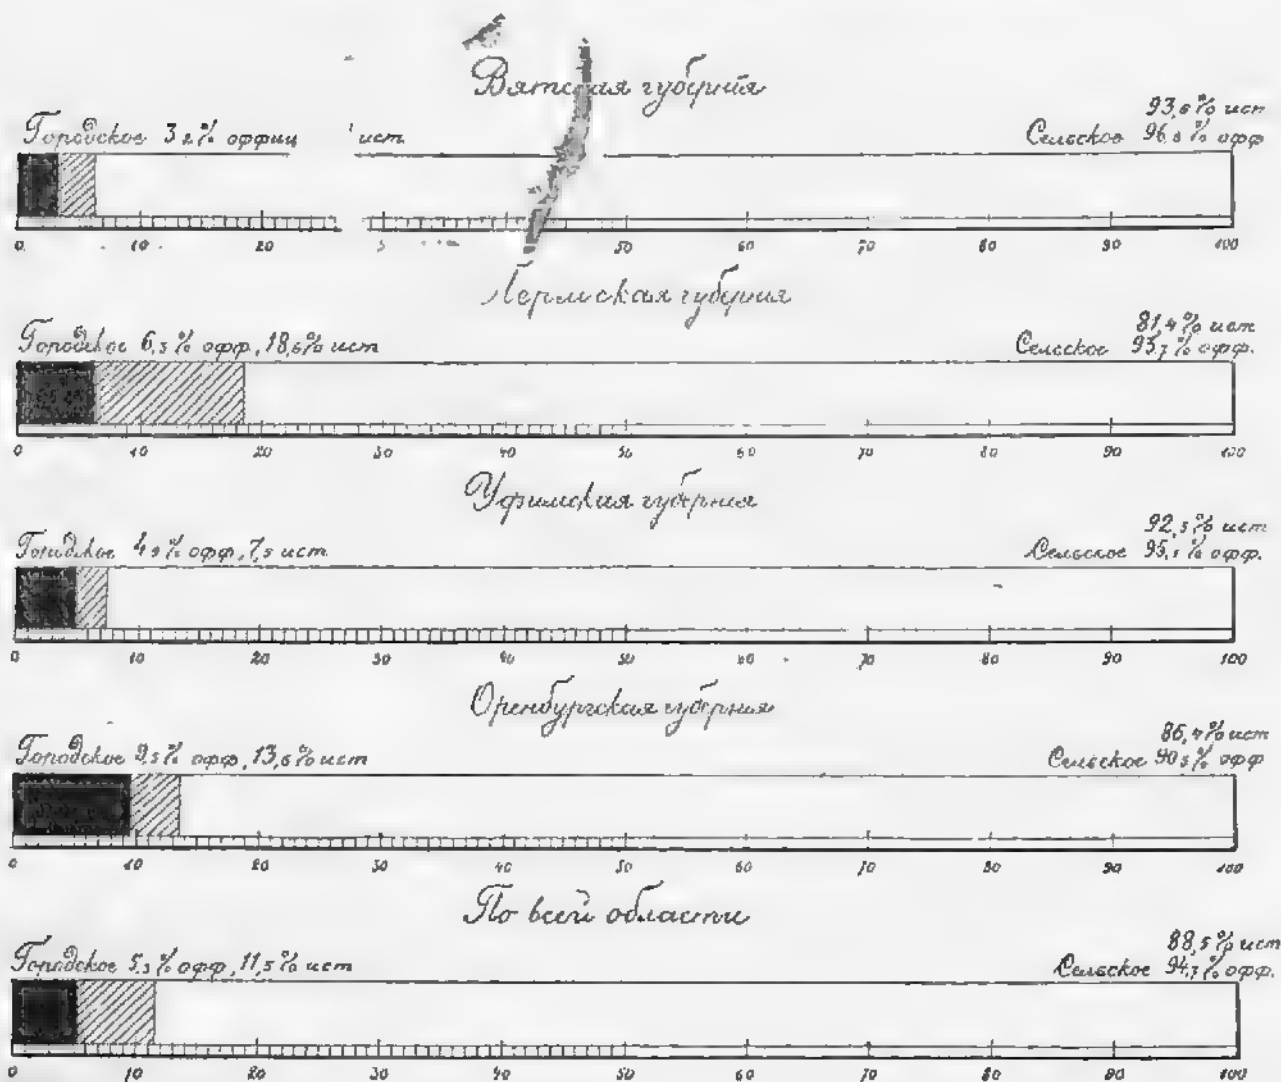 Вятская губерния
93,6% ист
Городское 3,2% оффиц ист
Сельское 96,8% офф
0 10 20 50 60 70 80 90 100
Пермская губерния
81,4% ист
Городское 6,3% офф, 18,6% ист
Сельское 93,7% офф.
0 10 20 30 40 50 60 70 80 90 100
Уфимская губерния
92,5% ист
Городское 4,9% офф, 7,5 ист
Сельское 95,1% офф.
0 10 20 30 40 50 60 70 80 90 100
Оренбургская губерния
86,4% ист
Городское 9,5% офф, 13,6% ист
Сельское 90,5% офф
0 10 20 30 40 50 60 70 80 90 100
По всей области
88,5% ист
Городское 5,3% офф, 11,5% ист
Сельское 94,7% офф.
0 10 20 30 40 50 60 70 80 90 100